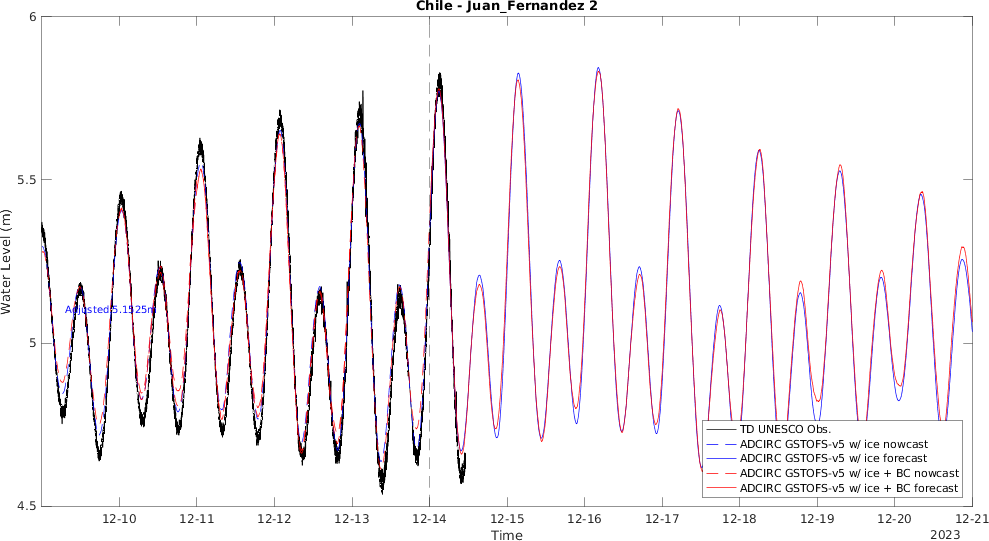 Chile - Juan_Fernandez 2
Water Level (m)
6
5.5
5
4.5
Adjusted:5.1525m
TD UNESCO Obs.
ADCIRC GSTOFS-v5 w/ ice nowcast
ADCIRC GSTOFS-v5 w/ ice forecast
ADCIRC GSTOFS-v5 w/ ice + BC nowcast
ADCIRC GSTOFS-v5 w/ ice + BC forecast
12-10 12-11 12-12 12-13 12-14 12-15 12-16 12-17 12-18 12-19 12-20 12-21
Time
2023